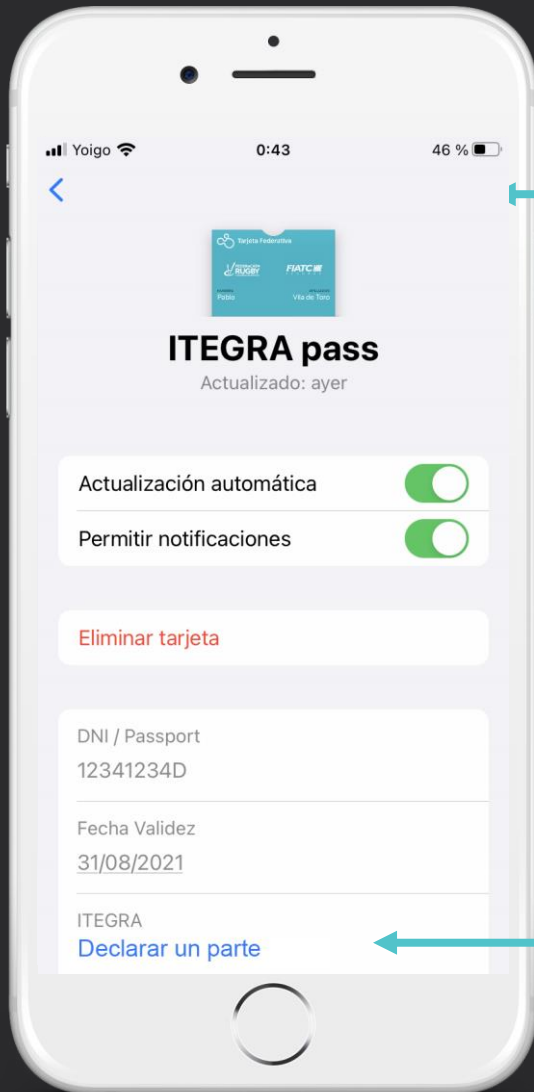 Yoigo 0:43 46 %
Tarjeta Federativa
RUGBY FIATC
Pablo Vila de Toro
ITEGRA pass
Actualizado: ayer
Actualización automática
Permitir notificaciones
Eliminar tarjeta
DNI / Passport
12341234D
Fecha Validez
31/08/2021
ITEGRA
Declarar un parte